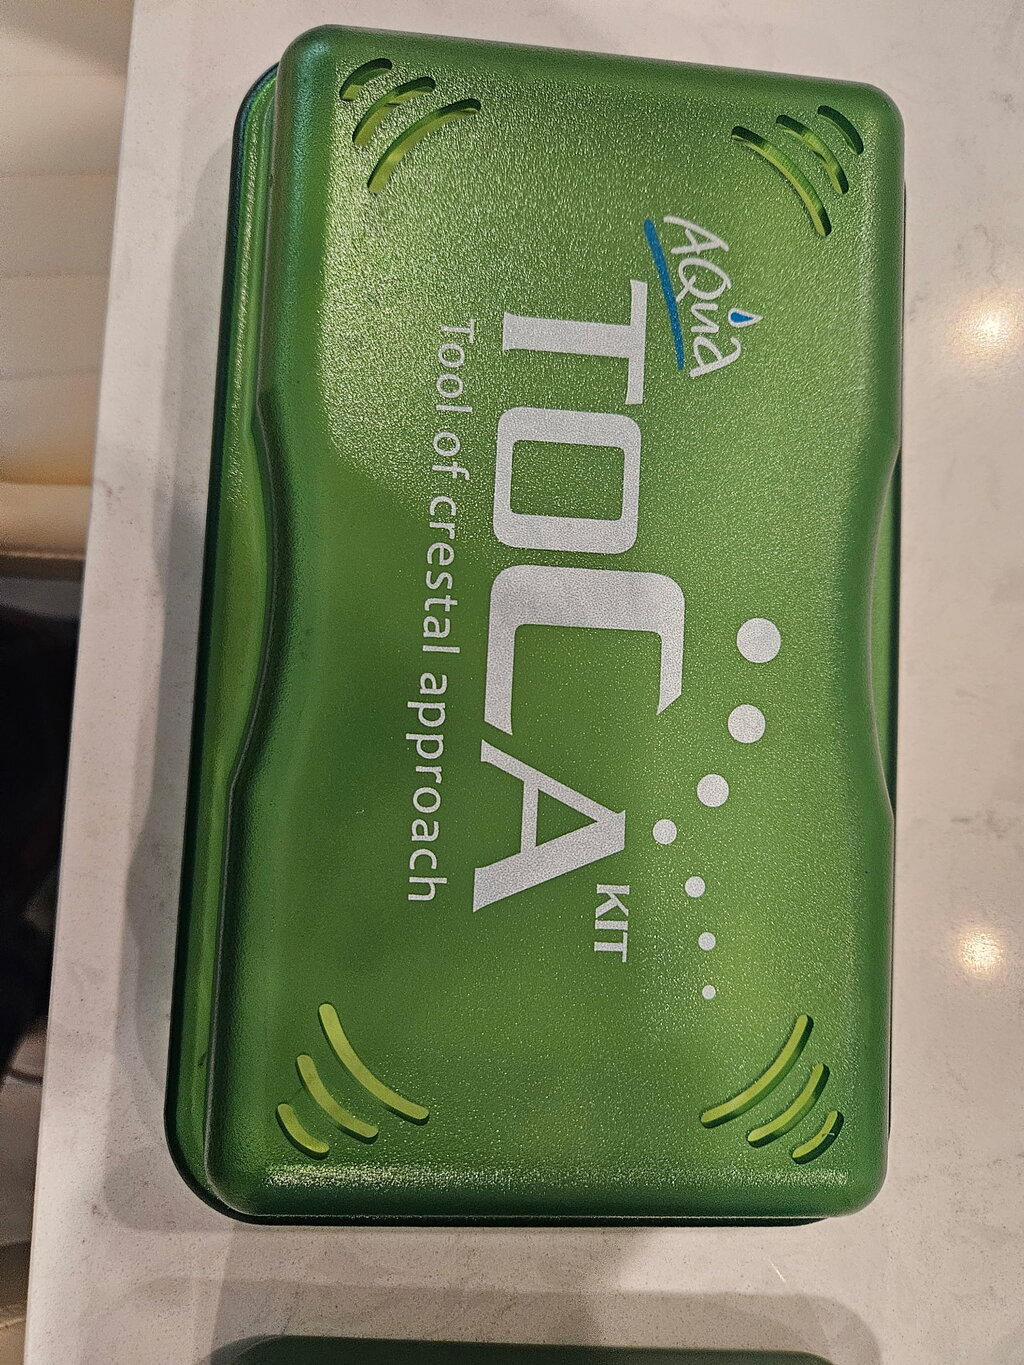 AQua
TOCA KIT
Tool of crestal approach